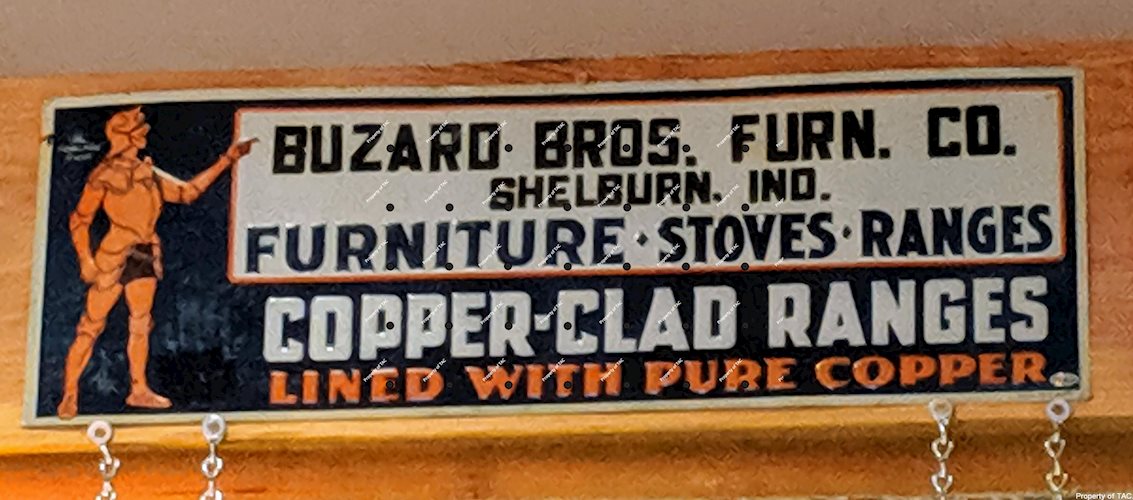 BUZARD BROS. FURN. CO.
SHELBURN. IND.
FURNITURE · STOVES · RANGES
COPPER-CLAD RANGES
LINED WITH PURE COPPER
Property of TAC